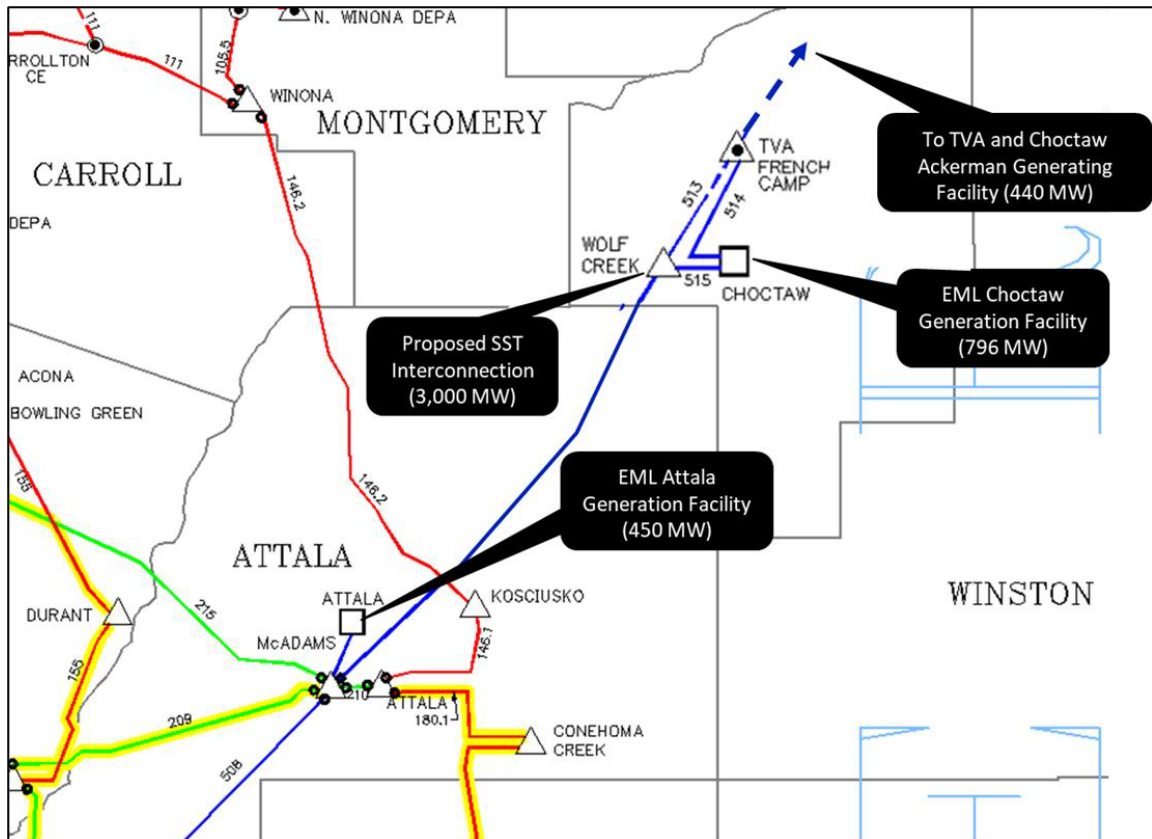 111
N. WINONA DEPA
RROLLTON
CE
111
105.5
WINONA
MONTGOMERY
CARROLL
146.2
DEPA
TVA
FRENCH
CAMP
To TVA and Choctaw
Ackerman Generating
Facility (440 MW)
513
514
WOLF
CREEK
515
CHOCTAW
EML Choctaw
Generation Facility
(796 MW)
Proposed SST
Interconnection
(3,000 MW)
ACONA
BOWLING GREEN
155
146.2
EML Attala
Generation Facility
(450 MW)
ATTALA
215
ATTALA
KOSCIUSKO
WINSTON
DURANT
McADAMS
146.1
155
210
ATTALA
180.1
209
CONEHOMA
CREEK
508